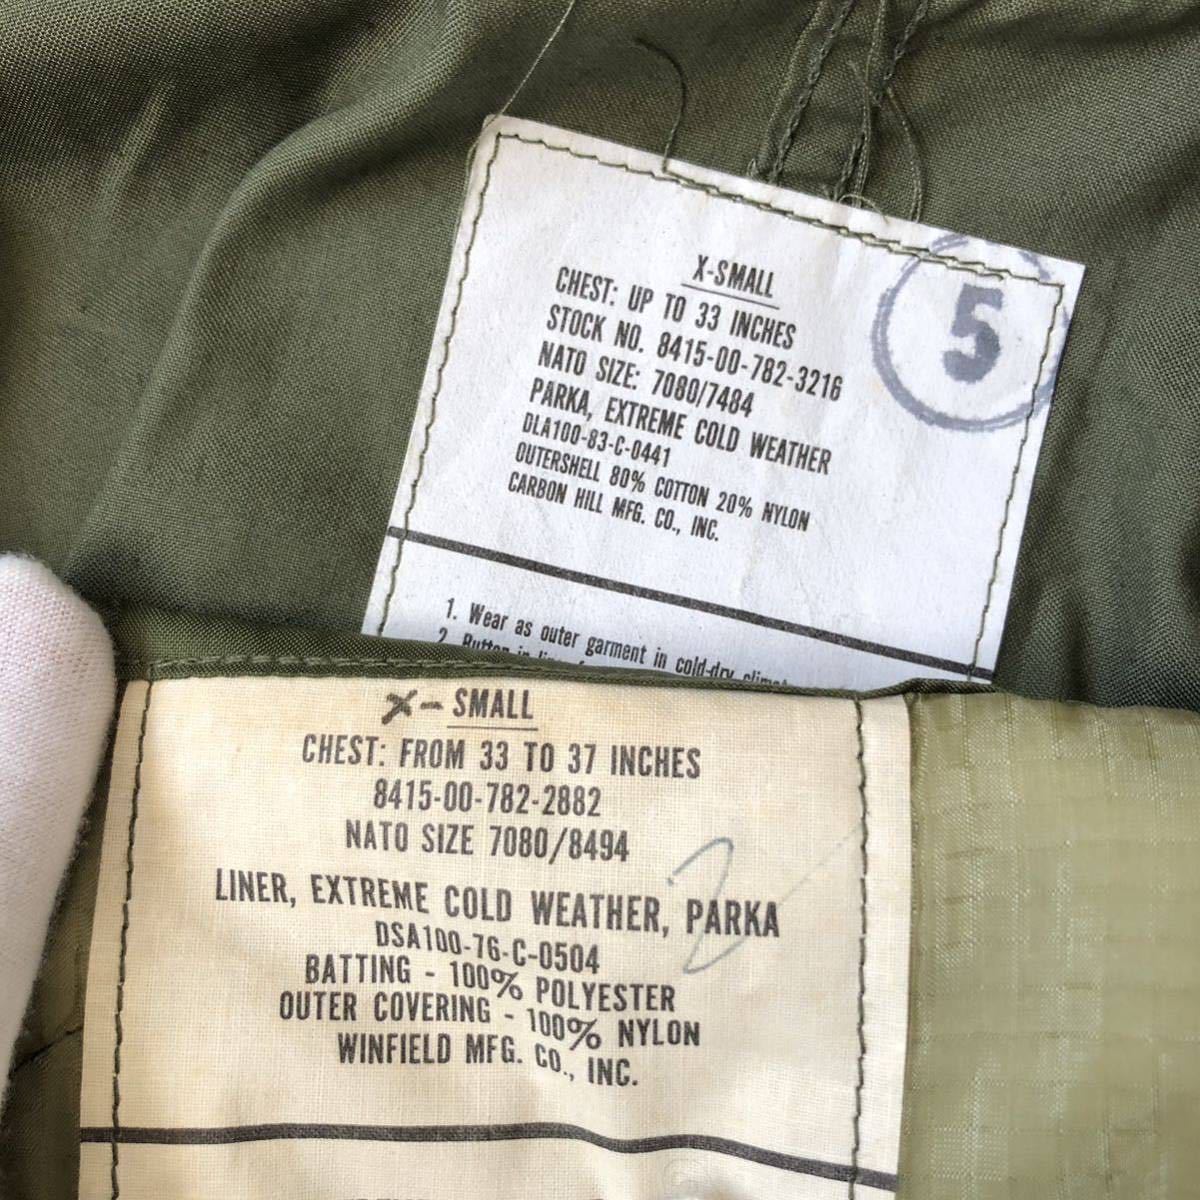 X-SMALL
CHEST: UP TO 33 INCHES
STOCK NO. 8415-00-782-3216
NATO SIZE: 7080/7484
PARKA, EXTREME COLD WEATHER
DLA100-83-C-0441
OUTERSHELL 80% COTTON 20% NYLON
CARBON HILL MFG. CO., INC.
5
1. Wear as outer garment in cold-dry
2. Button in
X- SMALL
CHEST: FROM 33 TO 37 INCHES
8415-00-782-2882
NATO SIZE 7080/8494
LINER, EXTREME COLD WEATHER, PARKA
DSA100-76-C-0504
BATTING - 100% POLYESTER
OUTER COVERING - 100% NYLON
WINFIELD MFG. CO., INC.
2